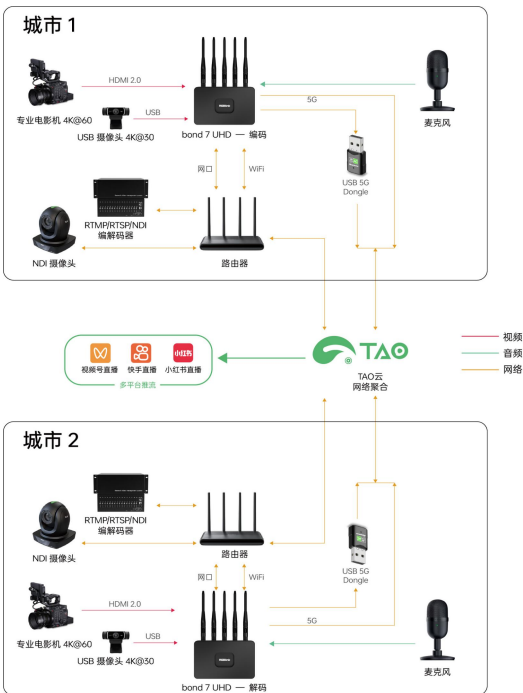 城市 1
HDMI 2.0
专业电影机 4K@60
USB
USB 摄像头 4K@30
bond 7 UHD — 编码
5G
麦克风
USB 5G
Dongle
网口
WiFi
RTMP/RTSP/NDI
编解码器
NDI 摄像头
路由器
小红书
视频号直播
快手直播
小红书直播
多平台推流
TAO
TAO云
网络聚合
视频
音频
网络
城市 2
RTMP/RTSP/NDI
编解码器
NDI 摄像头
路由器
USB 5G
Dongle
网口
WiFi
HDMI 2.0
5G
专业电影机 4K@60
USB
USB 摄像头 4K@30
bond 7 UHD — 解码
麦克风